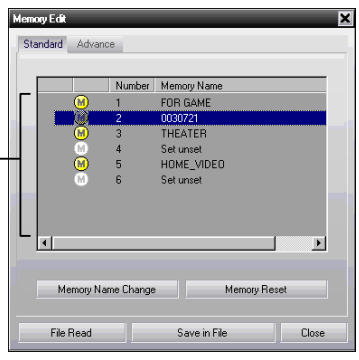 Memory Edit
Standard Advance
Number Memory Name
M 1 FOR GAME
M 2 0030721
M 3 THEATER
M 4 Set unset
M 5 HOME_VIDEO
M 6 Set unset
Memory Name Change Memory Reset
File Read Save in File Close